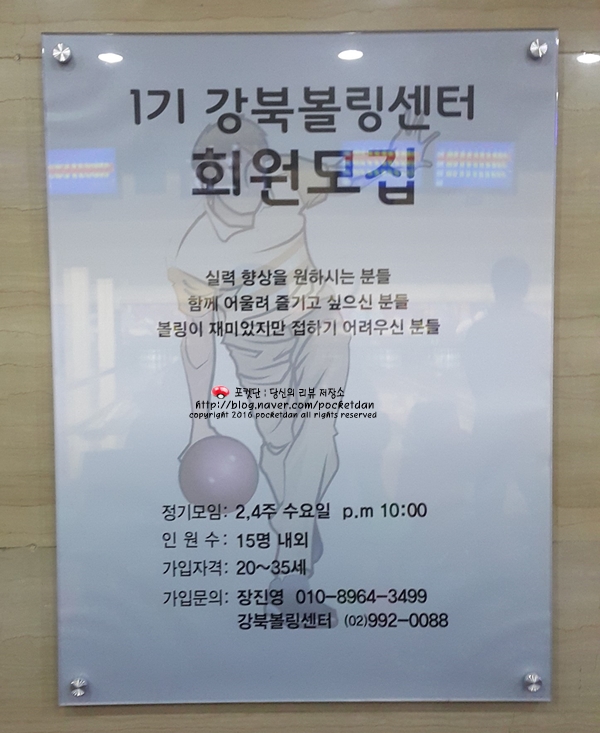 1기 강북볼링센터
회원모집
실력 향상을 원하시는 분들
함께 어울려 즐기고 싶으신 분들
볼링이 재미있지만 접하기 어려우신 분들
포켓단 : 당신의 리뷰 저장소
http://blog.naver.com/pocketdan
copyright 2016 pocketdan all rights reserved
정기모임: 2,4주 수요일 p.m 10:00
인 원 수: 15명 내외
가입자격: 20~35세
가입문의: 장진영 010-8964-3499
강북볼링센터 (02)992-0088